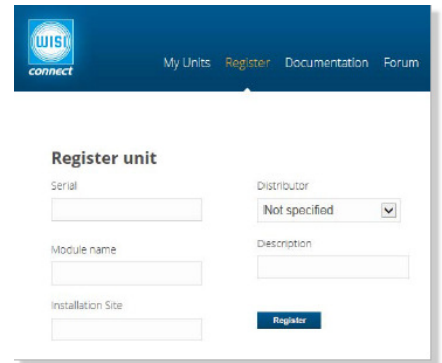 WISI
connect
My Units Register Documentation Forum
Register unit
Serial
Distributor
Not specified
Module name
Description
Installation Site
Register